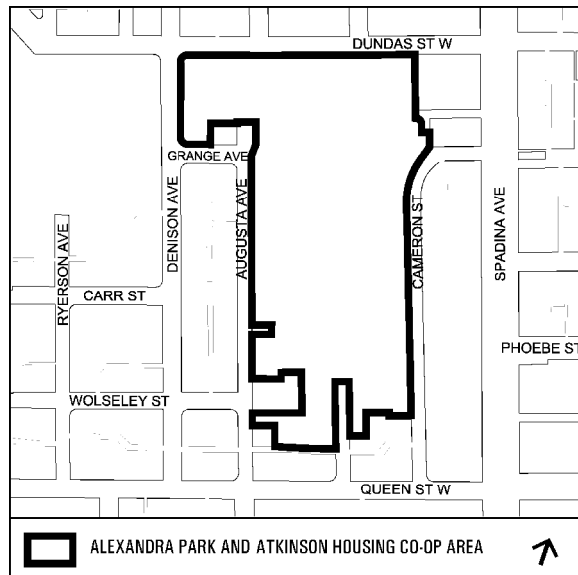 DUNDAS ST W
GRANGE AVE
DENISON AVE
AUGUSTA AVE
CAMERON ST
SPADINA AVE
RYERSON AVE
CARR ST
PHOEBE ST
WOLSELEY ST
QUEEN ST W
ALEXANDRA PARK AND ATKINSON HOUSING CO-OP AREA